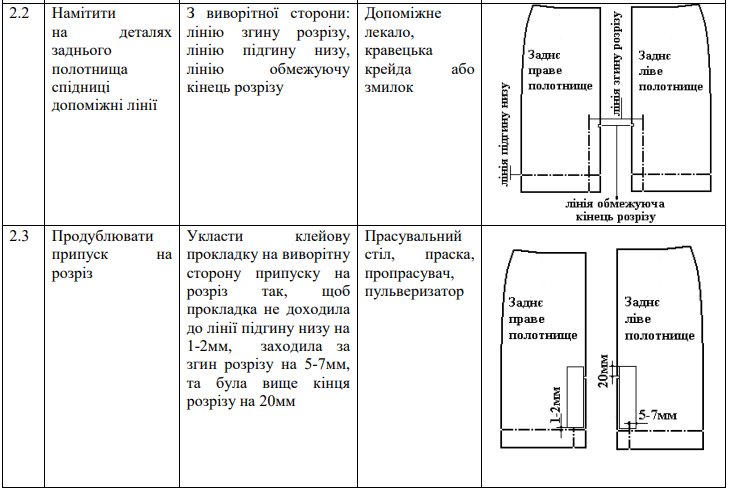 2.2
Намітити
на деталях
заднього
полотнища
спідниці
допоміжні лінії
З виворітної сторони:
лінію згину розрізу,
лінію підгину низу,
лінію обмежуючу
кінець розрізу
Допоміжне
лекало,
кравецька
крейда або
змилок
Заднє
праве
полотнище
лінія згину розрізу
Заднє
ліве
полотнище
лінія підгину низу
лінія обмежуюча
кінець розрізу
2.3
Продублювати
припуск на
розріз
Укласти клейову
прокладку на виворітну
сторону припуску на
розріз так, щоб
прокладка не доходила
до лінії підгину низу на
1-2мм, заходила за
згин розрізу на 5-7мм,
та була вище кінця
розрізу на 20мм
Прасувальний
стіл, праска,
пропрасувач,
пульверизатор
Заднє
праве
полотнище
Заднє
ліве
полотнище
20мм
1-2мм
5-7мм